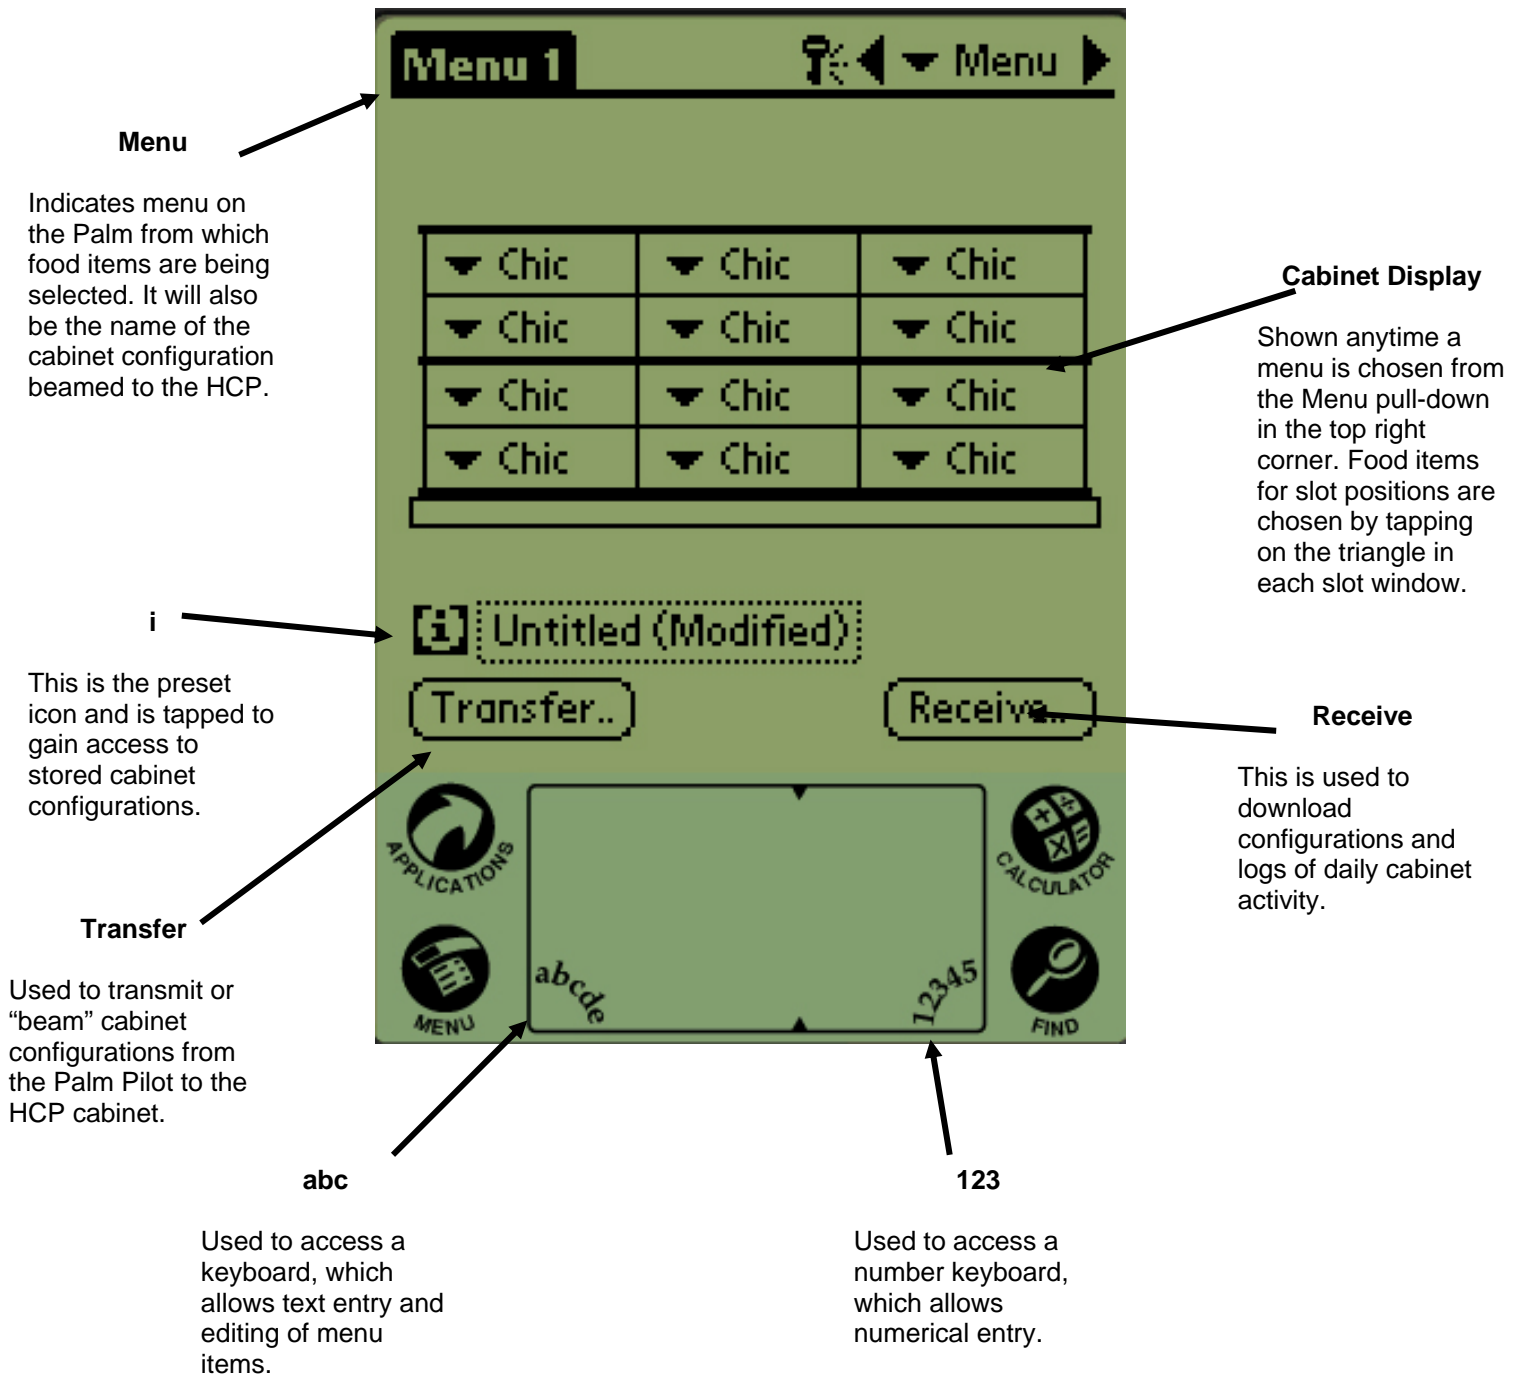 Menu 1
Menu
Menu
Indicates menu on
the Palm from which
food items are being
selected. It will also
be the name of the
cabinet configuration
beamed to the HCP.
Chic Chic Chic
Chic Chic Chic
Chic Chic Chic
Chic Chic Chic
Cabinet Display
Shown anytime a
menu is chosen from
the Menu pull-down
in the top right
corner. Food items
for slot positions are
chosen by tapping
on the triangle in
each slot window.
i
This is the preset
icon and is tapped to
gain access to
stored cabinet
configurations.
i Untitled (Modified)
Transfer..
Receive..
Receive
This is used to
download
configurations and
logs of daily cabinet
activity.
APPLICATIONS
CALCULATOR
MENU
abcde
12345
FIND
Transfer
Used to transmit or
“beam” cabinet
configurations from
the Palm Pilot to the
HCP cabinet.
abc
Used to access a
keyboard, which
allows text entry and
editing of menu
items.
123
Used to access a
number keyboard,
which allows
numerical entry.